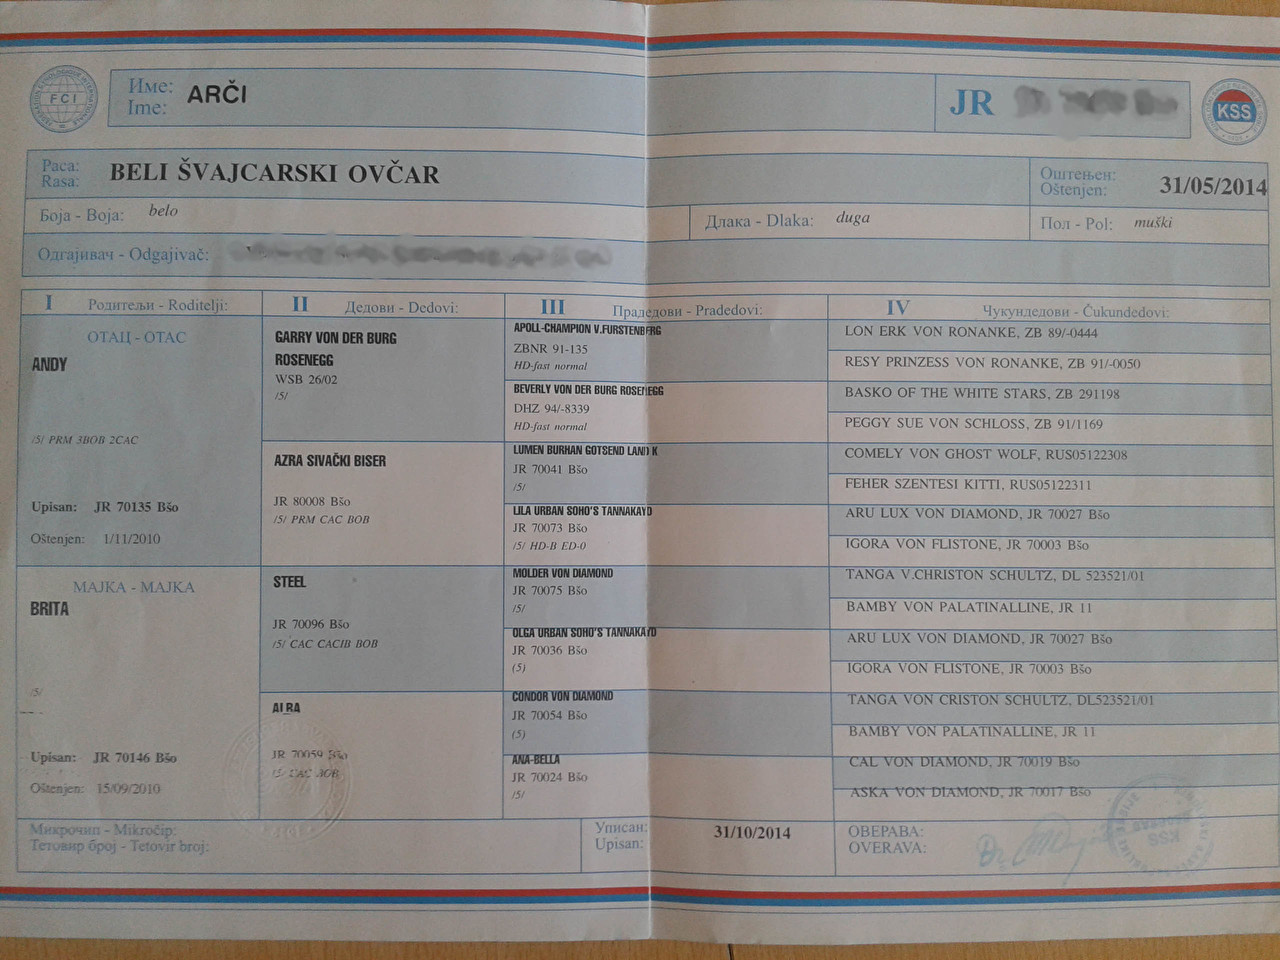 FCI
Име:
Ime:
ARČI
JR
KSS
Раса:
Rasa:
BELI ŠVAJCARSKI OVČAR
Оштењен:
Oštenjen:
31/05/2014
Боја - Boja:
belo
Длака - Dlaka:
duga
Пол - Pol:
muški
Одгајивач - Odgajivač:
I Родитељи - Roditelji:
II Дедови - Dedovi:
III Прадедови - Pradedovi:
IV Чукундедови - Čukundedovi:
ОТАЦ - OTAC
ANDY
/5/ PRM 3BOB 2CAC
Upisan: JR 70135 Bšo
Oštenjen: 1/11/2010
МАЈКА - MAJKA
BRITA
/5/
Upisan: JR 70146 Bšo
Oštenjen: 15/09/2010
GARRY VON DER BURG
ROSENEGG
WSB 26/02
/5/
AZRA SIVAČKI BISER
JR 80008 Bšo
/5/ PRM CAC BOB
STEEL
JR 70096 Bšo
/5/ CAC CACIB BOB
ALBA
JR 70059 Bšo
/5/ CAC BOB
APOLL-CHAMPION V.FURSTENBERG
ZBNR 91-135
HD-fast normal
BEVERLY VON DER BURG ROSENEGG
DHZ 94/-8339
HD-fast normal
LUMEN BURHAN GOTSEND LAND K
JR 70041 Bšo
/5/
LILA URBAN SOHO'S TANNAKAYD
JR 70073 Bšo
/5/ HD-B ED-0
MOLDER VON DIAMOND
JR 70075 Bšo
/5/
OLGA URBAN SOHO'S TANNAKAYD
JR 70036 Bšo
(5)
CONDOR VON DIAMOND
JR 70054 Bšo
(5)
ANA-BELLA
JR 70024 Bšo
/5/
LON ERK VON RONANKE, ZB 89/-0444
RESY PRINZESS VON RONANKE, ZB 91/-0050
BASKO OF THE WHITE STARS, ZB 291198
PEGGY SUE VON SCHLOSS, ZB 91/1169
COMELY VON GHOST WOLF, RUS05122308
FEHER SZENTESI KITTI, RUS05122311
ARU LUX VON DIAMOND, JR 70027 Bšo
IGORA VON FLISTONE, JR 70003 Bšo
TANGA V.CHRISTON SCHULTZ, DL 523521/01
BAMBY VON PALATINALLINE, JR 11
ARU LUX VON DIAMOND, JR 70027 Bšo
IGORA VON FLISTONE, JR 70003 Bšo
TANGA VON CRISTON SCHULTZ, DL523521/01
BAMBY VON PALATINALLINE, JR 11
CAL VON DIAMOND, JR 70019 Bšo
ASKA VON DIAMOND, JR 70017 Bšo
Микрочип - Mikročip:
Тетовир број - Tetovir broj:
Уписан:
Upisan:
31/10/2014
ОВЕРАВА:
OVERAVA: